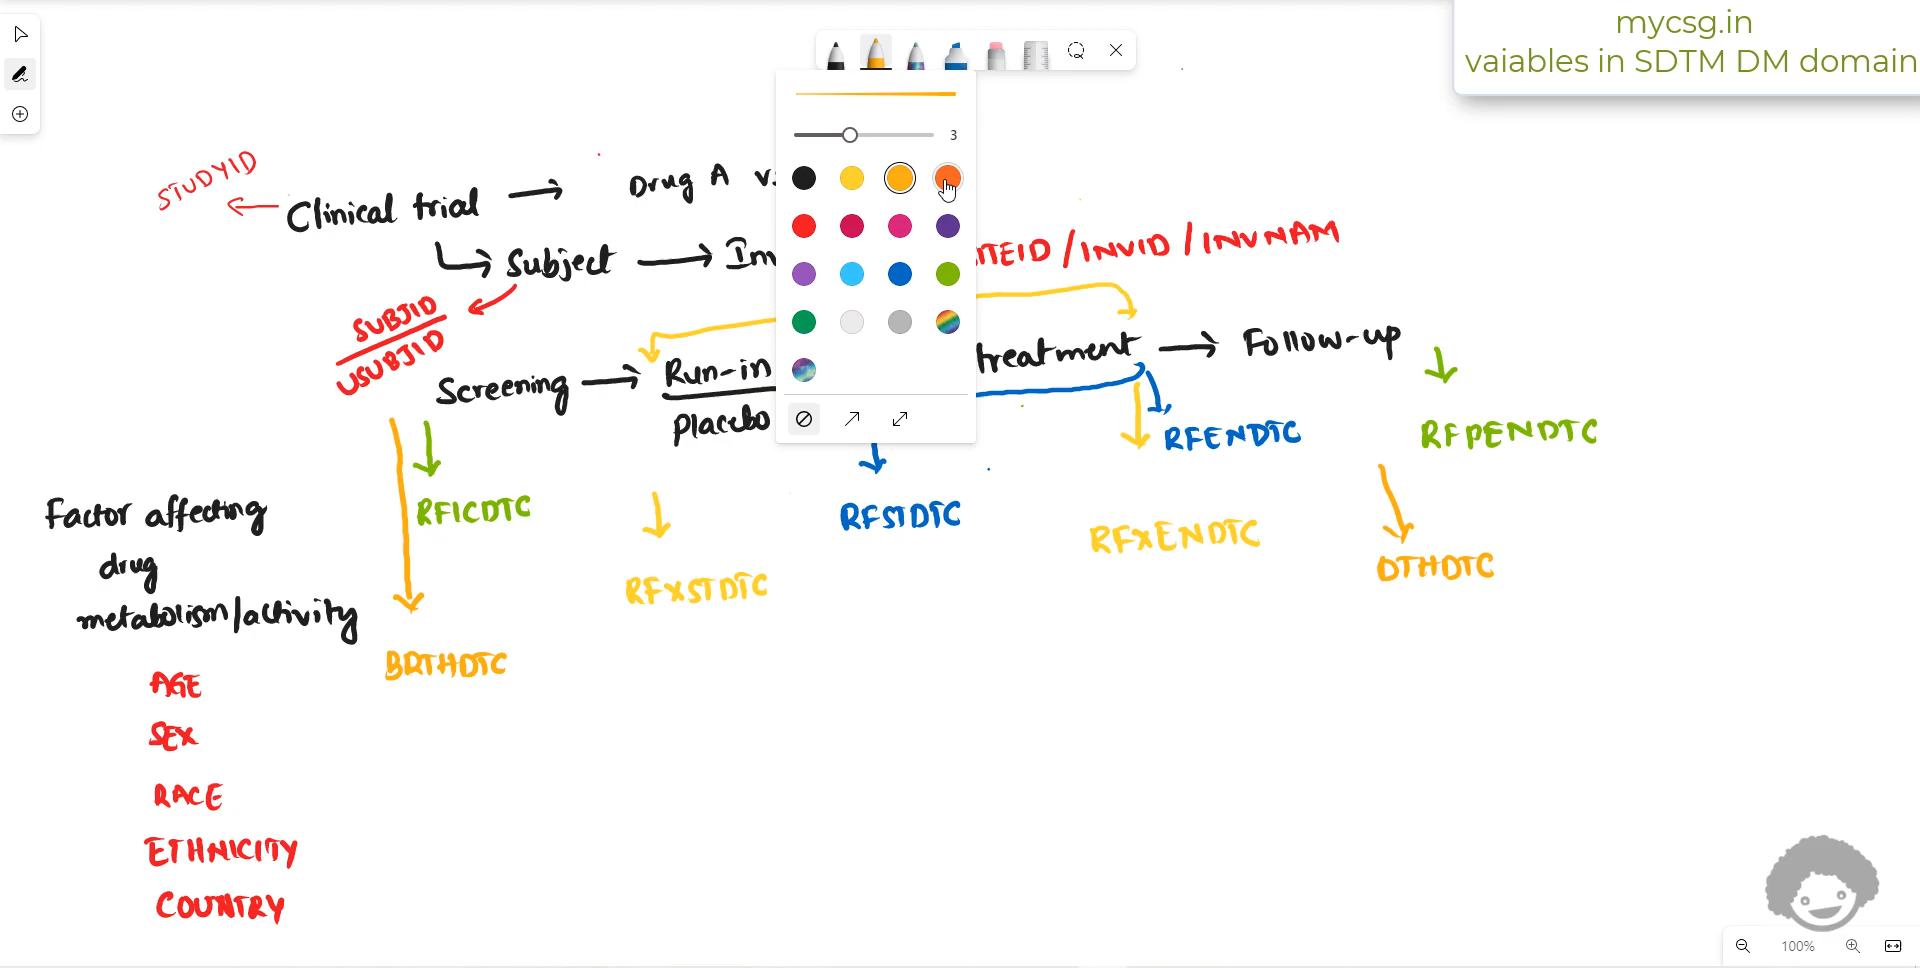 mycsg.in
vaiables in SDTM DM domain
3
STUDYID
Clinical trial
Drug A
Subject
INVID / INVNAM
SUBJID
USUBJID
Screening
Run-in
treatment
Follow-up
Placebo
RFENDTC
RFPENDTC
Factor affecting
drug
metabolism/activity
RFICDTC
RFSTDTC
RFXENDTC
DTHDTC
RFXSTDTC
BRTHDTC
AGE
SEX
RACE
ETHNICITY
COUNTRY
100%